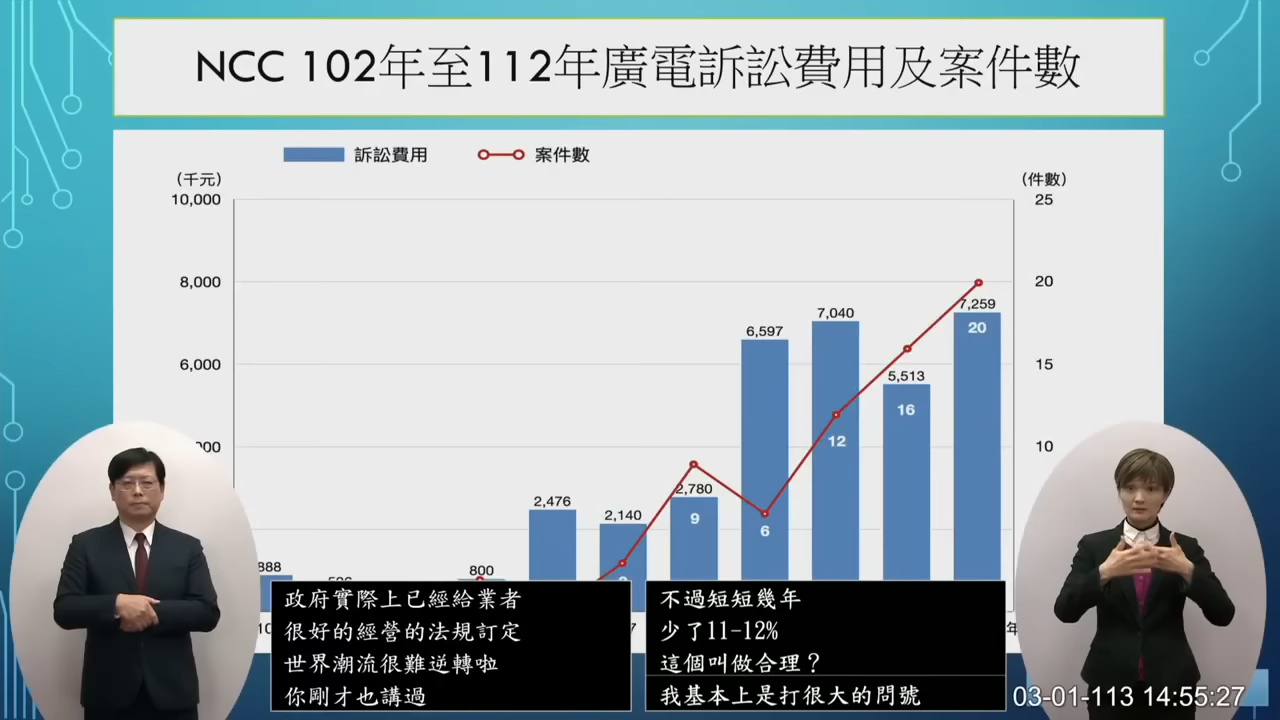 NCC 102年至112年廣電訴訟費用及案件數
訴訟費用
案件數
(千元)
(件數)
10,000
25
8,000
20
7,259
7,040
20
6,597
6,000
15
5,513
16
12
10
2,780
2,476
2,140
9
6
800
888
政府實際上已經給業者
很好的經營的法規訂定
世界潮流很難逆轉啦
你剛才也講過
不過短短幾年
少了11-12%
這個叫做合理？
我基本上是打很大的問號
年
03-01-113 14:55:27